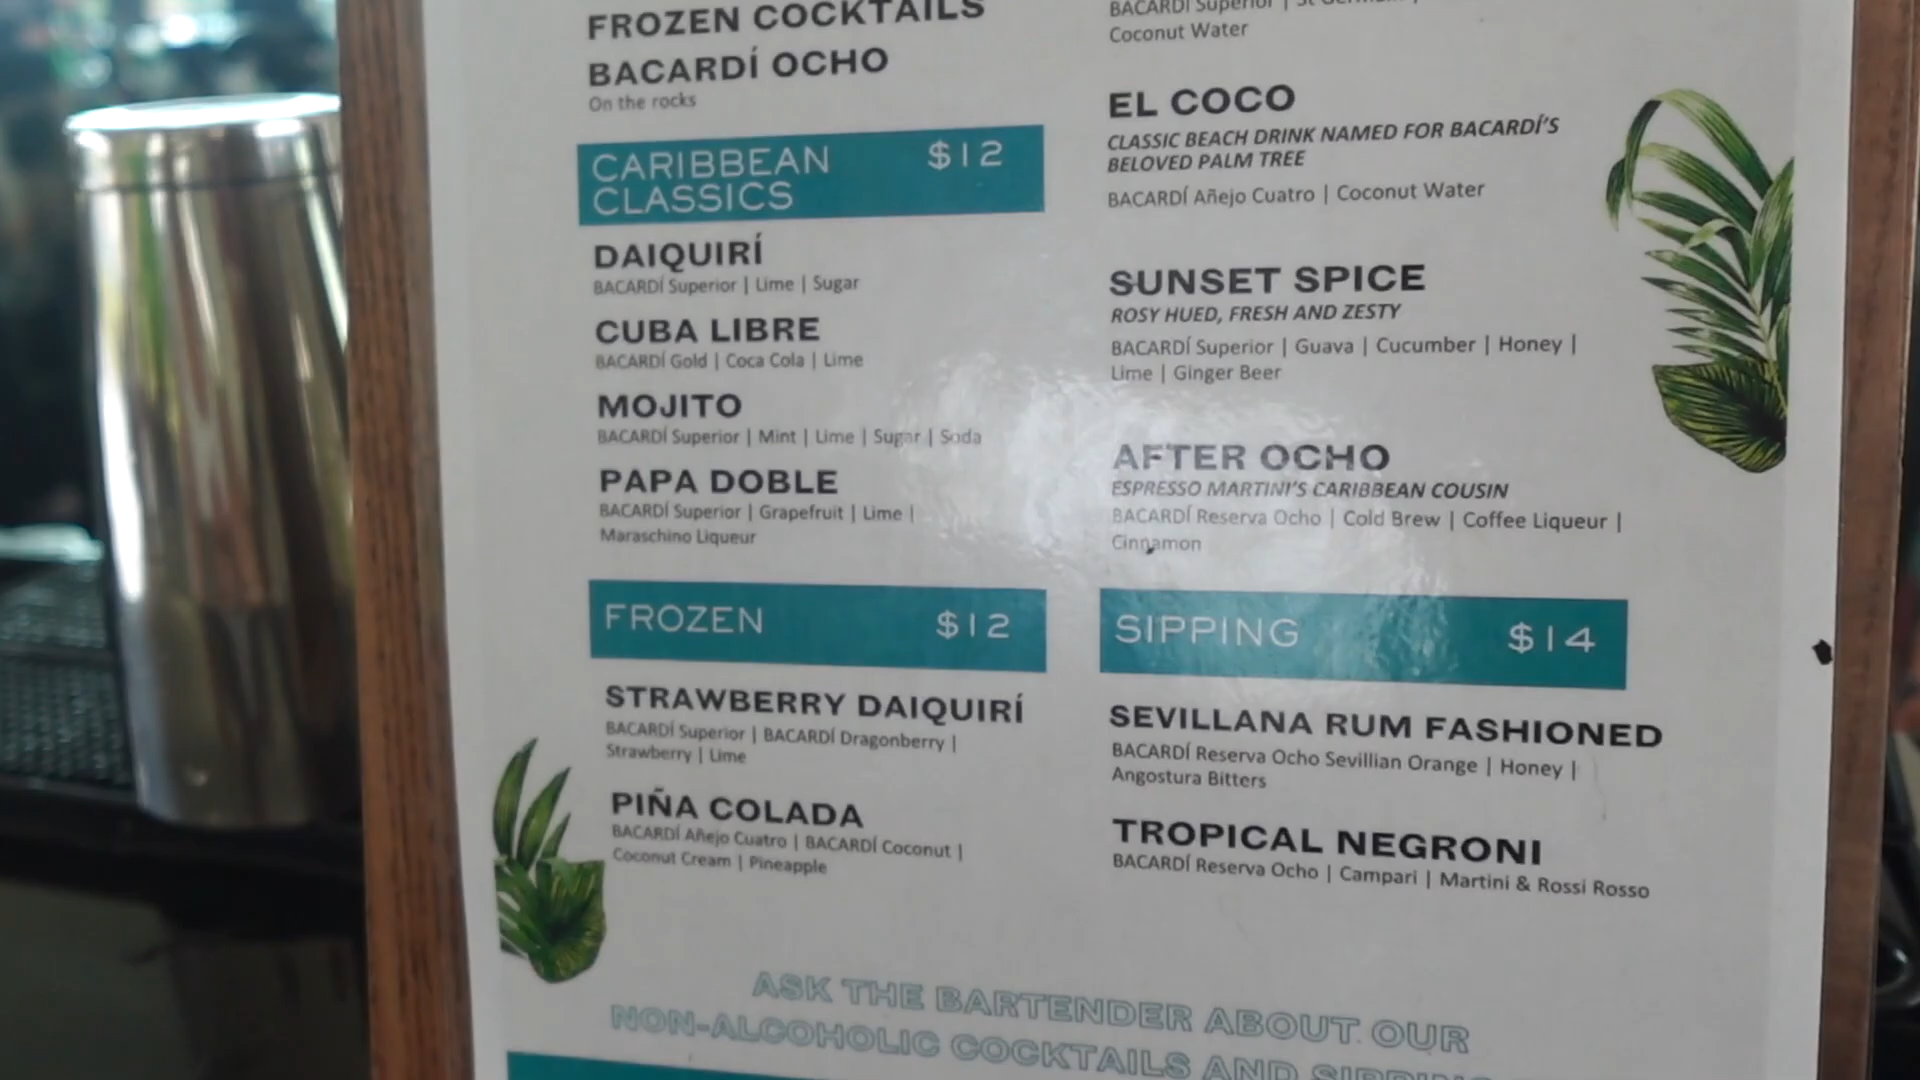 FROZEN COCKTAILS
BACARDÍ OCHO
On the rocks
CARIBBEAN CLASSICS $12
DAIQUIRÍ
BACARDÍ Superior | Lime | Sugar
CUBA LIBRE
BACARDÍ Gold | Coca Cola | Lime
MOJITO
BACARDÍ Superior | Mint | Lime | Sugar | Soda
PAPA DOBLE
BACARDÍ Superior | Grapefruit | Lime |
Maraschino Liqueur
FROZEN $12
STRAWBERRY DAIQUIRÍ
BACARDÍ Superior | BACARDÍ Dragonberry |
Strawberry | Lime
PIÑA COLADA
BACARDÍ Añejo Cuatro | BACARDÍ Coconut |
Coconut Cream | Pineapple
BACARDÍ Superior |
Coconut Water
EL COCO
CLASSIC BEACH DRINK NAMED FOR BACARDÍ'S
BELOVED PALM TREE
BACARDÍ Añejo Cuatro | Coconut Water
SUNSET SPICE
ROSY HUED, FRESH AND ZESTY
BACARDÍ Superior | Guava | Cucumber | Honey |
Lime | Ginger Beer
AFTER OCHO
ESPRESSO MARTINI'S CARIBBEAN COUSIN
BACARDÍ Reserva Ocho | Cold Brew | Coffee Liqueur |
Cinnamon
SIPPING $14
SEVILLANA RUM FASHIONED
BACARDÍ Reserva Ocho Sevillian Orange | Honey |
Angostura Bitters
TROPICAL NEGRONI
BACARDÍ Reserva Ocho | Campari | Martini & Rossi Rosso
ASK THE BARTENDER ABOUT OUR
NON-ALCOHOLIC COCKTAILS AND